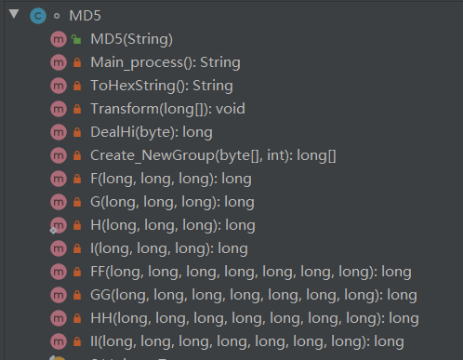 MD5
MD5(String)
Main_process(): String
ToHexString(): String
Transform(long[]): void
DealHi(byte): long
Create_NewGroup(byte[], int): long[]
F(long, long, long): long
G(long, long, long): long
H(long, long, long): long
I(long, long, long): long
FF(long, long, long, long, long, long, long): long
GG(long, long, long, long, long, long, long): long
HH(long, long, long, long, long, long, long): long
II(long, long, long, long, long, long, long): long